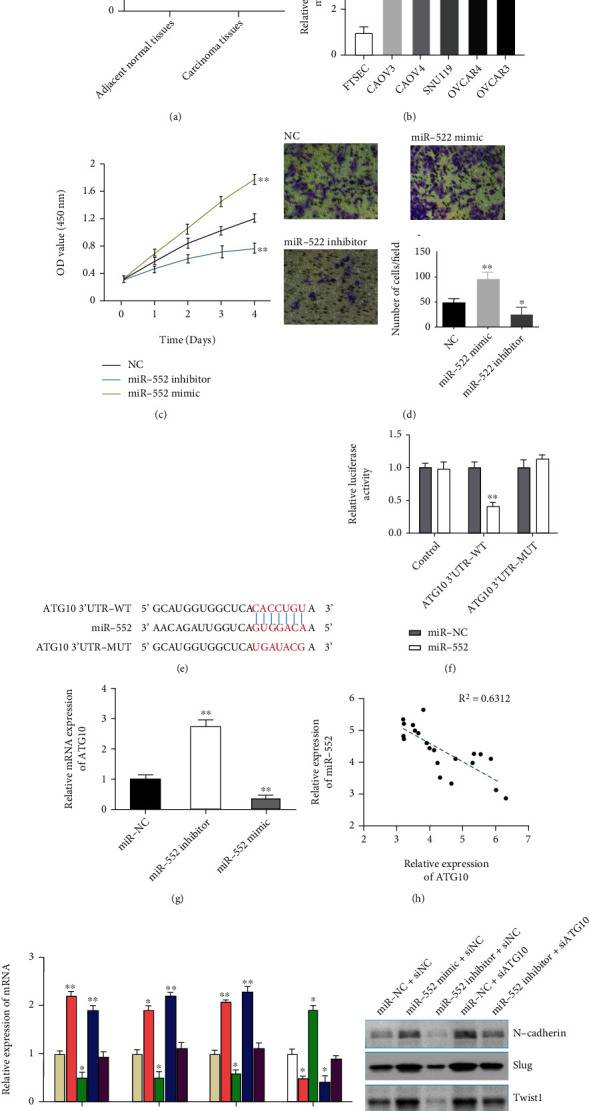 0
Adjacent normal tissues
Carcinoma tissues
(a)
Relative
m
2
0
FTSEC
CAOV3
CAOV4
SNU119
OVCAR4
OVCAR3
(b)
OD value (450 nm)
2
1.6
1.2
0.8
0.4
0
**
**
0 1 2 3 4
Time (Days)
NC
miR–552 inhibitor
miR–552 mimic
(c)
NC
miR–522 mimic
miR–522 inhibitor
Number of cells/field
150
100
50
0
**
*
NC
miR–522 mimic
miR–522 inhibitor
(d)
ATG10 3'UTR–WT 5' GCAUGGUGGCUCACACCUGUA 3'
miR–552 3' AACAGAUUGGUCAGUGGACAA 5'
ATG10 3'UTR–MUT 5' GCAUGGUGGCUCAUGAUACGA 3'
(e)
Relative luciferase
activity
1.5
1.0
0.5
0.0
**
Control
ATG10 3'UTR–WT
ATG10 3'UTR–MUT
miR–NC
miR–552
(f)
Relative mRNA expression
of ATG10
4
3
2
1
0
**
**
miR–NC
miR–552 inhibitor
miR–552 mimic
(g)
Relative expression
of miR–552
6
5
4
3
2
R² = 0.6312
2 3 4 5 6 7
Relative expression
of ATG10
(h)
Relative expression of mRNA
3
2
1
0
** * ** * * ** ** * ** * * *
miR–NC + siNC
miR–552 mimic + siNC
miR–552 inhibitor + siNC
miR–NC + siATG10
miR–552 inhibitor + siATG10
N–cadherin
Slug
Twist1